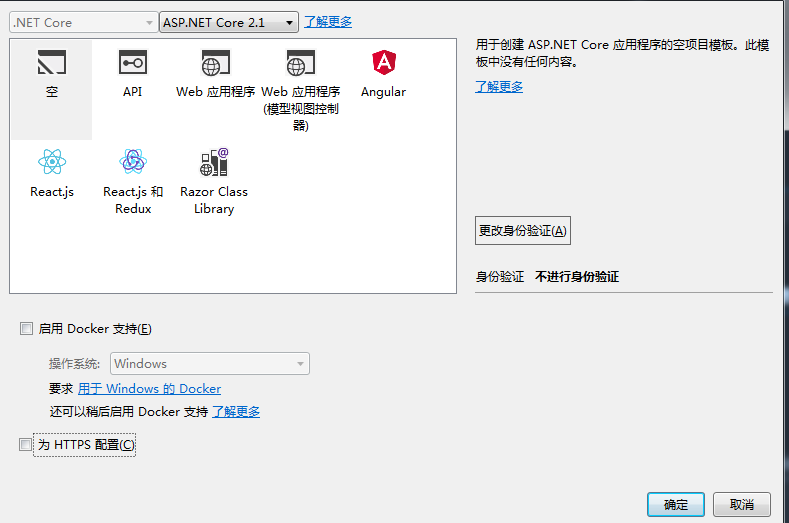 .NET Core
ASP.NET Core 2.1
了解更多
空
API
Web 应用程序
Web 应用程序
(模型视图控制
器)
Angular
React.js
React.js 和
Redux
Razor Class
Library
用于创建 ASP.NET Core 应用程序的空项目模板。此模
板中没有任何内容。
了解更多
更改身份验证(A)
身份验证 不进行身份验证
启用 Docker 支持(E)
操作系统: Windows
要求 用于 Windows 的 Docker
还可以稍后启用 Docker 支持 了解更多
为 HTTPS 配置(C)
确定
取消